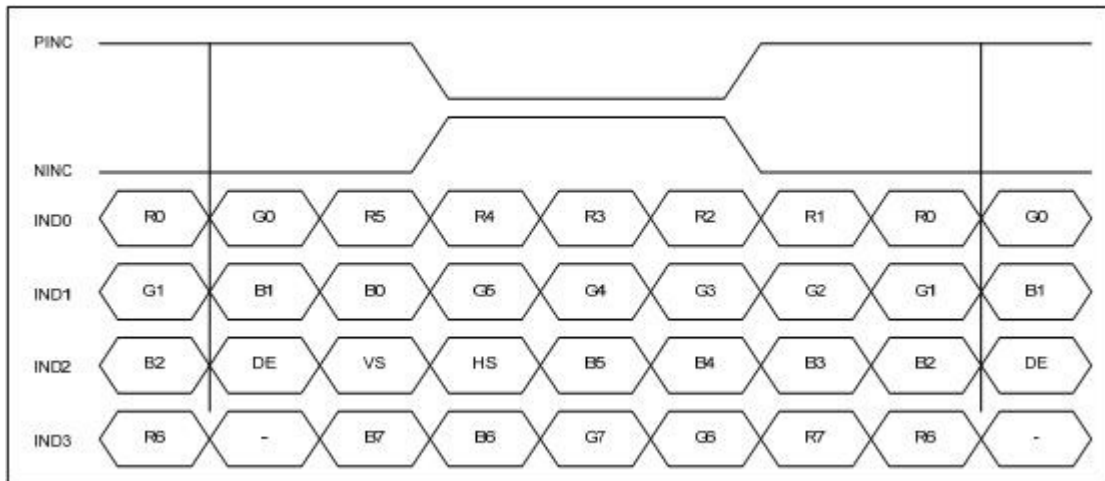 PINC
NINC
IND0 R0 G0 R5 R4 R3 R2 R1 R0 G0
IND1 G1 B1 B0 G5 G4 G3 G2 G1 B1
IND2 B2 DE VS HS B5 B4 B3 B2 DE
IND3 R6 - B7 B6 G7 G6 R7 R6 -